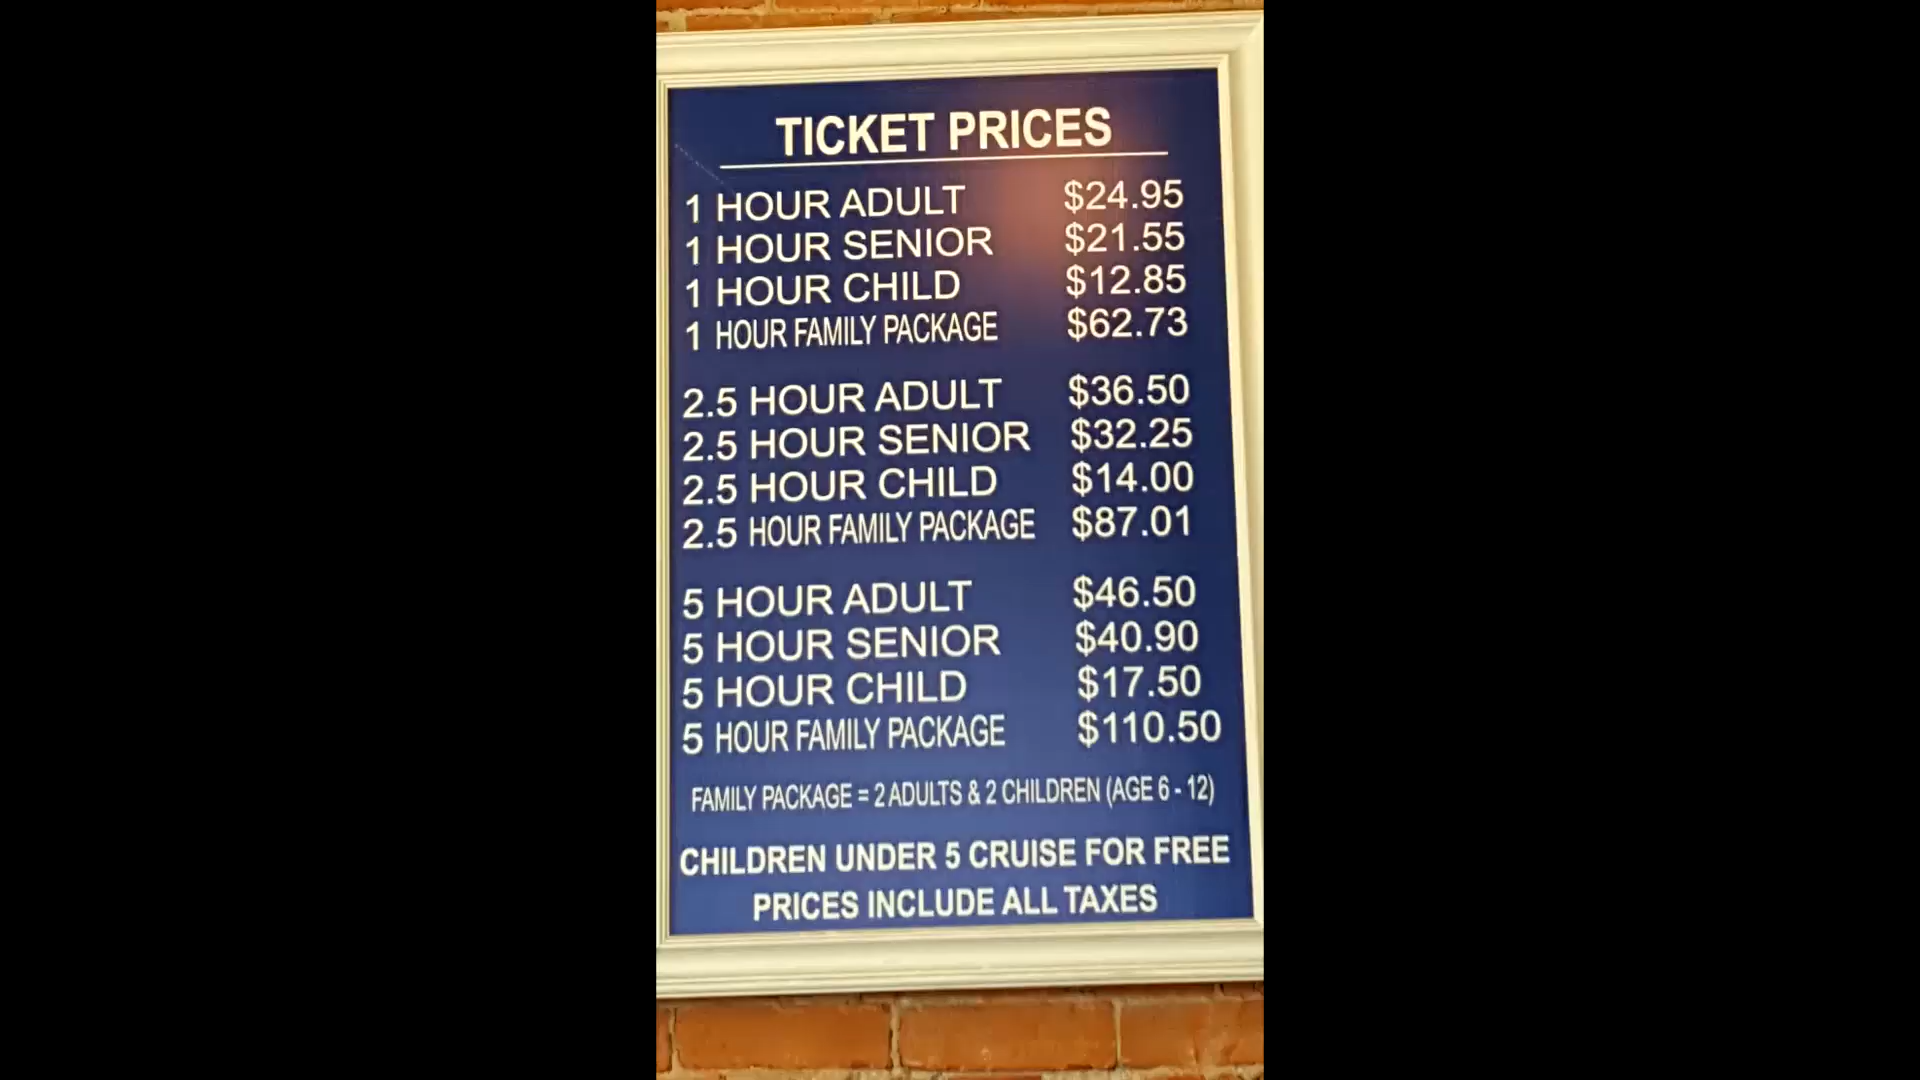 TICKET PRICES
1 HOUR ADULT $24.95
1 HOUR SENIOR $21.55
1 HOUR CHILD $12.85
1 HOUR FAMILY PACKAGE $62.73
2.5 HOUR ADULT $36.50
2.5 HOUR SENIOR $32.25
2.5 HOUR CHILD $14.00
2.5 HOUR FAMILY PACKAGE $87.01
5 HOUR ADULT $46.50
5 HOUR SENIOR $40.90
5 HOUR CHILD $17.50
5 HOUR FAMILY PACKAGE $110.50
FAMILY PACKAGE = 2 ADULTS & 2 CHILDREN (AGE 6 - 12)
CHILDREN UNDER 5 CRUISE FOR FREE
PRICES INCLUDE ALL TAXES